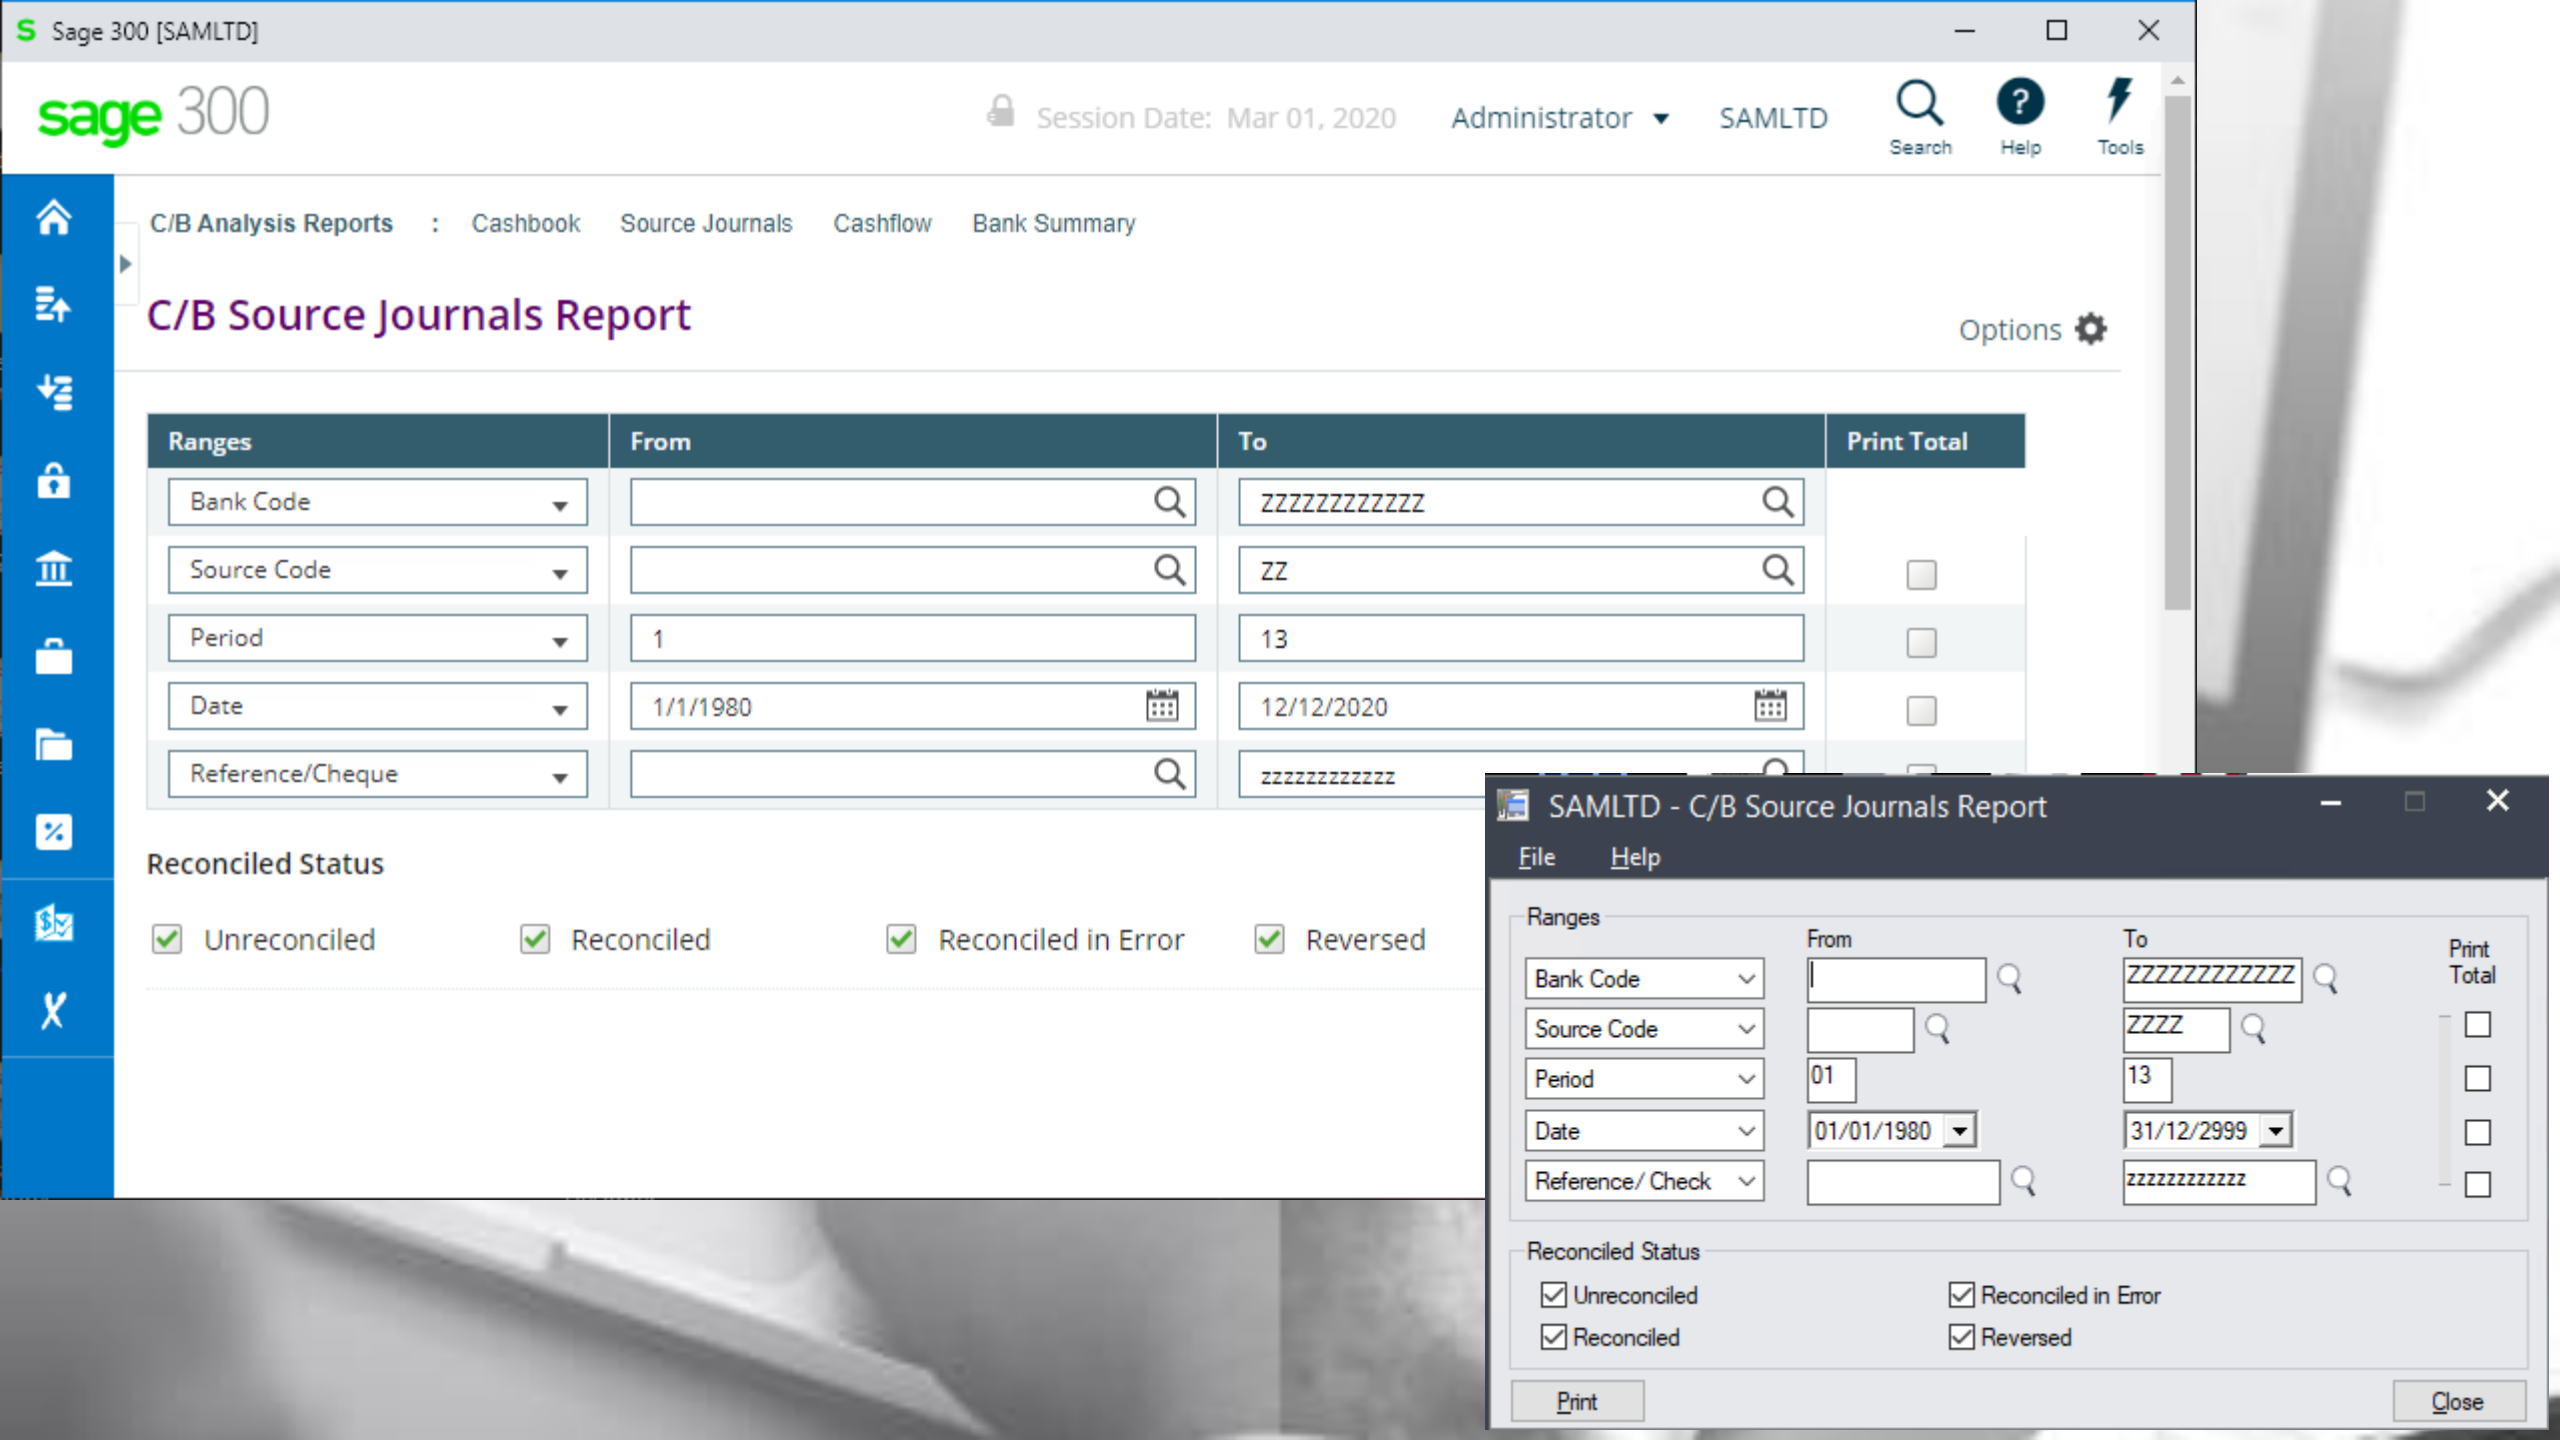 S Sage 300 [SAMLTD]
sage 300
Session Date: Mar 01, 2020 Administrator SAMLTD
Search Help Tools
C/B Analysis Reports : Cashbook Source Journals Cashflow Bank Summary
C/B Source Journals Report
Options
Ranges From To Print Total
Bank Code ZZZZZZZZZZZZ
Source Code ZZ
Period 1 13
Date 1/1/1980 12/12/2020
Reference/Cheque zzzzzzzzzzzz
Reconciled Status
Unreconciled Reconciled Reconciled in Error Reversed
SAMLTD - C/B Source Journals Report
File Help
Ranges
From To Print Total
Bank Code ZZZZZZZZZZZZ
Source Code ZZZZ
Period 01 13
Date 01/01/1980 31/12/2999
Reference/ Check zzzzzzzzzzzz
Reconciled Status
Unreconciled Reconciled in Error
Reconciled Reversed
Print Close